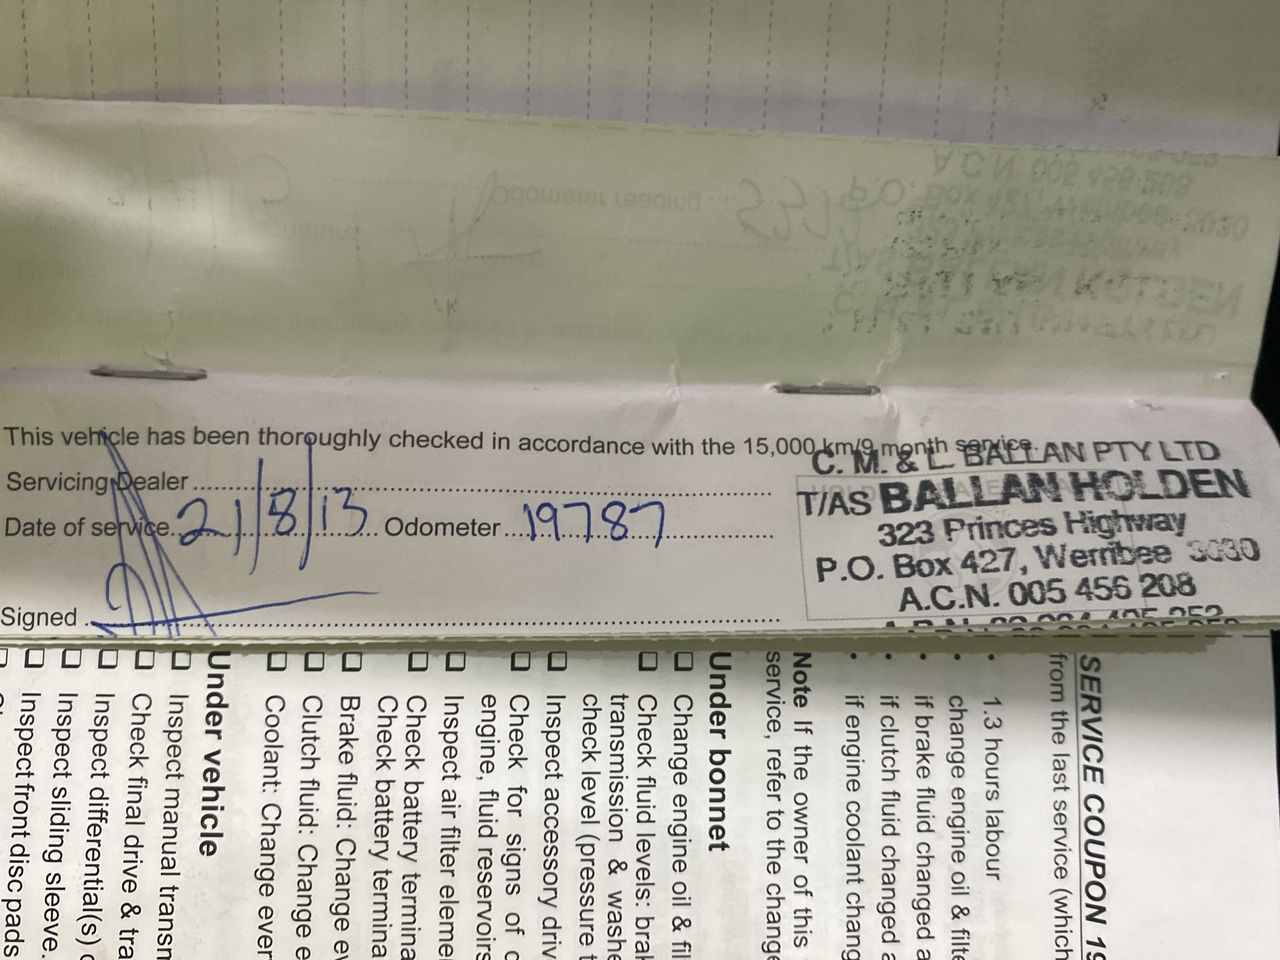 This vehicle has been thoroughly checked in accordance with the 15,000 km/9 month service.
Servicing Dealer
Date of service 21/8/13 Odometer 19787
Signed
C. M. & L. BALLAN PTY LTD
T/AS BALLAN HOLDEN
323 Princes Highway
P.O. Box 427, Werribee 3030
A.C.N. 005 456 208
SERVICE COUPON
from the last service (which
• 1.3 hours labour
• change engine oil & filte
• if brake fluid changed a
• if clutch fluid changed a
• if engine coolant chang
Note If the owner of this
service, refer to the change
Under bonnet
☐ Change engine oil & fil
☐ Check fluid levels: brak
transmission & washe
check level (pressure t
☐ Inspect accessory driv
☐ Check for signs of
engine, fluid reservoirs
☐ Inspect air filter eleme
☐ Check battery termina
Check battery termina
☐ Brake fluid: Change ev
☐ Clutch fluid: Change e
☐ Coolant: Change ever
Under vehicle
☐ Inspect manual transm
☐ Check final drive & tra
☐ Inspect differential(s)
☐ Inspect sliding sleeve.
☐ Inspect front disc pads